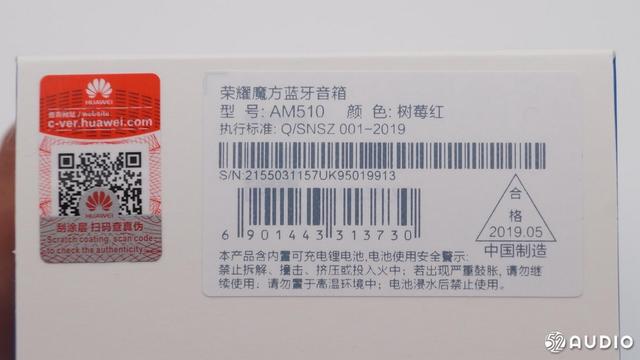 HUAWEI
查询网址 / website
c-ver.huawei.com
HUAWEI
刮涂层 扫码查真伪
Scratch coating, scan code
to check the authenticity
荣耀魔方蓝牙音箱
型 号: AM510 颜 色: 树莓红
执行标准: Q/SNSZ 001-2019
S/N:2155031157UK95019913
6 901443 313730
合
格
2019.05
中国制造
本产品含内置可充电锂电池,电池使用安全警示:
禁止拆解、撞击、挤压或投入火中; 若出现严重鼓胀, 请勿继
续使用。请勿置于高温环境中; 电池浸水后禁止使用!
52AUDIO